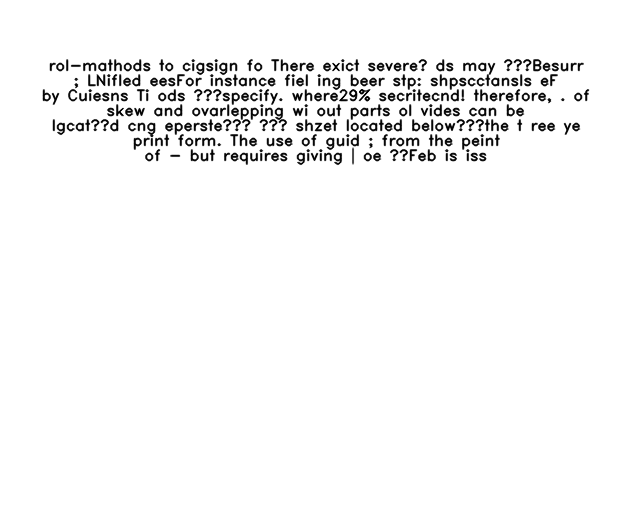 rol-mathods to cigsign fo There exict severe? ds may ???Besurr
; LNifled eesFor instance fiel ing beer stp: shpscctansls eF
by Cuiesns Ti ods ???specify. where29% secritecnd! therefore, . of
skew and ovarlepping wi out parts ol vides can be
lgcat??d cng eperste??? ??? shzet located below???the t ree ye
print form. The use of guid ; from the peint
of - but requires giving | oe ??Feb is iss